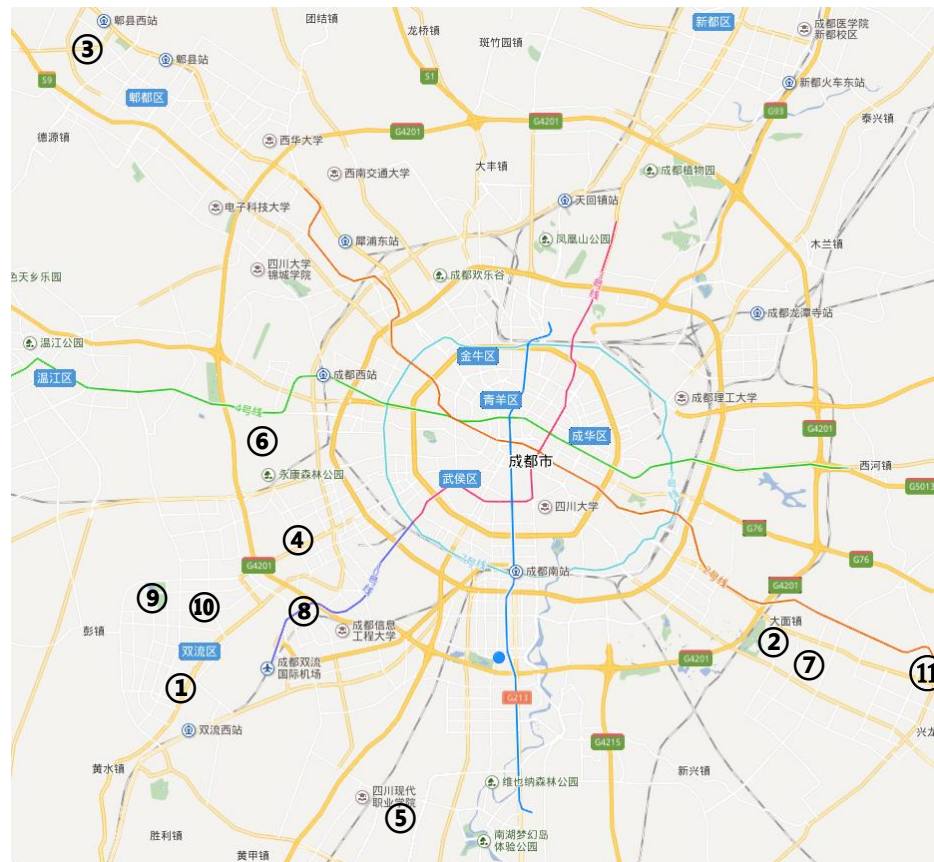 郫县西站
团结镇
龙桥镇
斑竹园镇
新都区
成都医学院
新都校区
③
郫县站
S9
S1
新都火车东站
郫都区
G93
德源镇
G4201
G4201
泰兴镇
西华大学
大丰镇
西南交通大学
成都植物园
电子科技大学
天回镇站
犀浦东站
凤凰山公园
木兰镇
四川大学
锦城学院
成都欢乐谷
色天乡乐园
号线
成都龙潭寺站
温江公园
金牛区
温江区
成都西站
青羊区
成都理工大学
4号线
G4201
⑥
成华区
成都市
西河镇
永康森林公园
武侯区
G5013
四川大学
号线
④
G76
G76
G4201
号线
7号线
成都南站
2号线
G4201
⑨
⑩
⑧
大面镇
彭镇
成都信息
工程大学
②
双流区
G4201
⑦
成都双流
国际机场
⑪
①
G213
双流西站
兴龙
G4215
黄水镇
新兴镇
维也纳森林公园
四川现代
职业学院
⑤
胜利镇
南湖梦幻岛
体验公园
黄甲镇